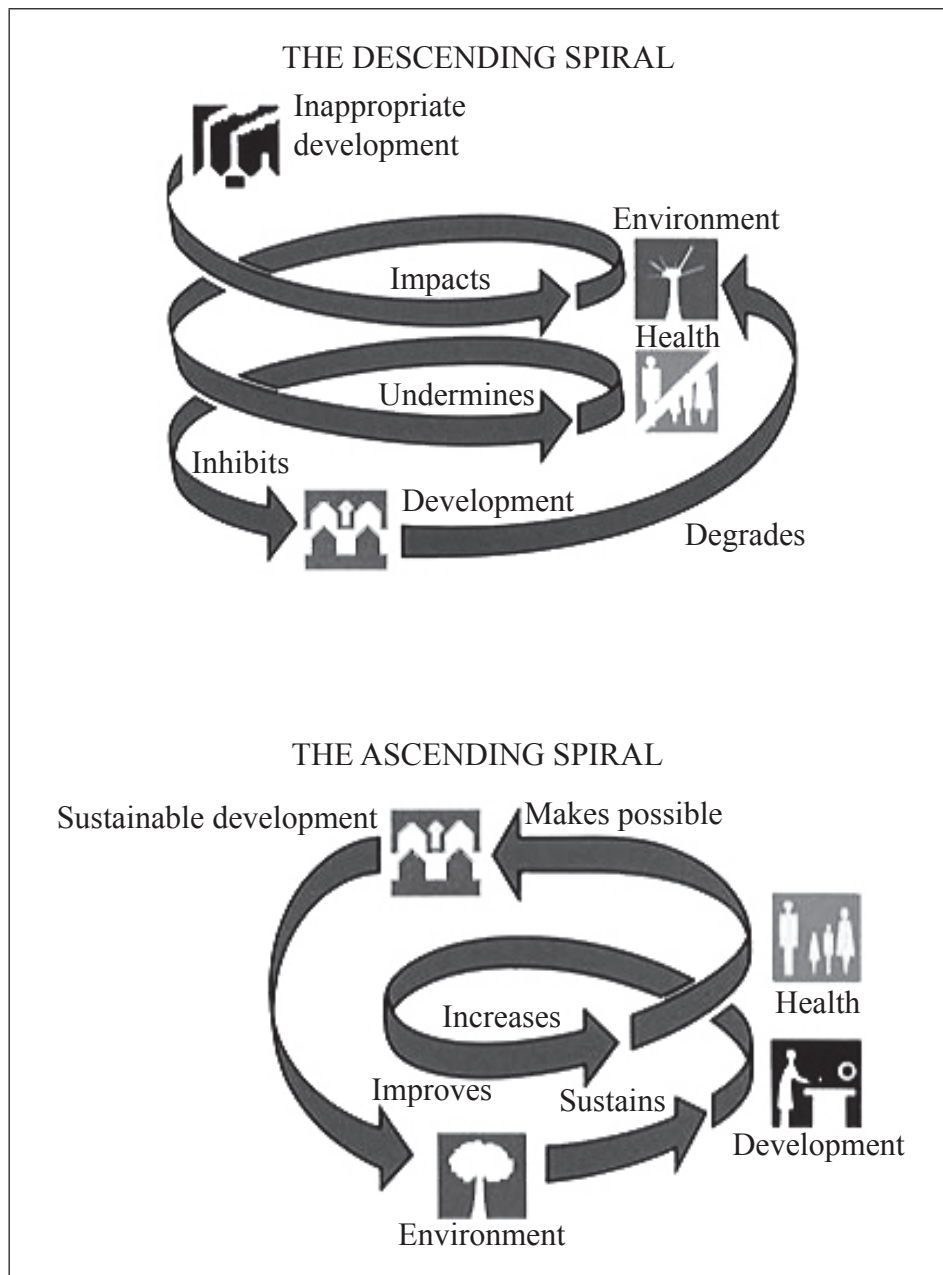 THE DESCENDING SPIRAL
Inappropriate
development
Environment
Impacts
Health
Undermines
Inhibits
Development
Degrades
THE ASCENDING SPIRAL
Sustainable development
Makes possible
Health
Increases
Improves
Sustains
Development
Environment